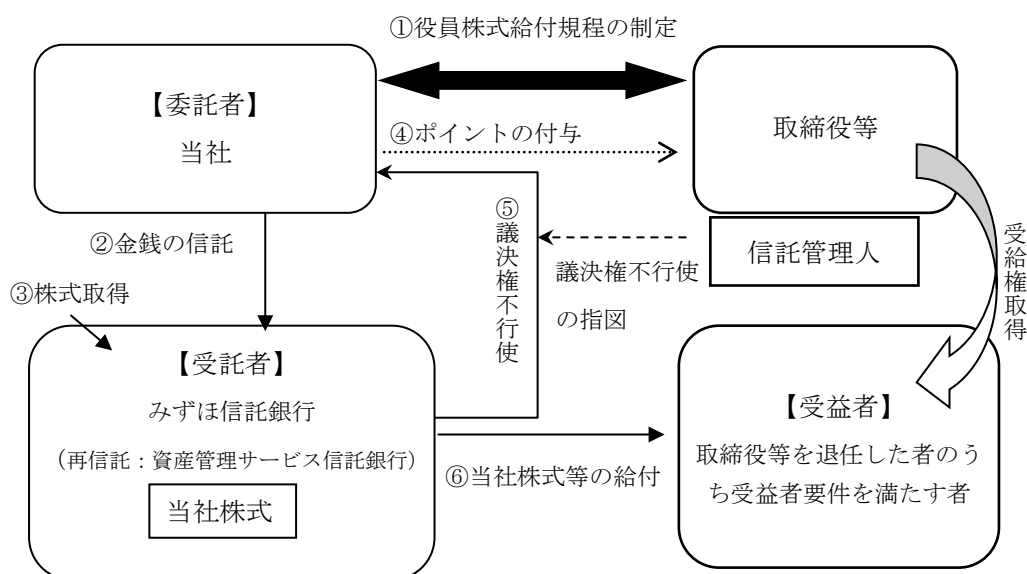 ①役員株式給付規程の制定
【委託者】
当社
取締役等
④ポイントの付与
②金銭の信託
⑤議決権不行使
議決権不行使
の指図
信託管理人
受給権取得
③株式取得
【受託者】
みずほ信託銀行
（再信託：資産管理サービス信託銀行）
当社株式
⑥当社株式等の給付
【受益者】
取締役等を退任した者のう
ち受益者要件を満たす者